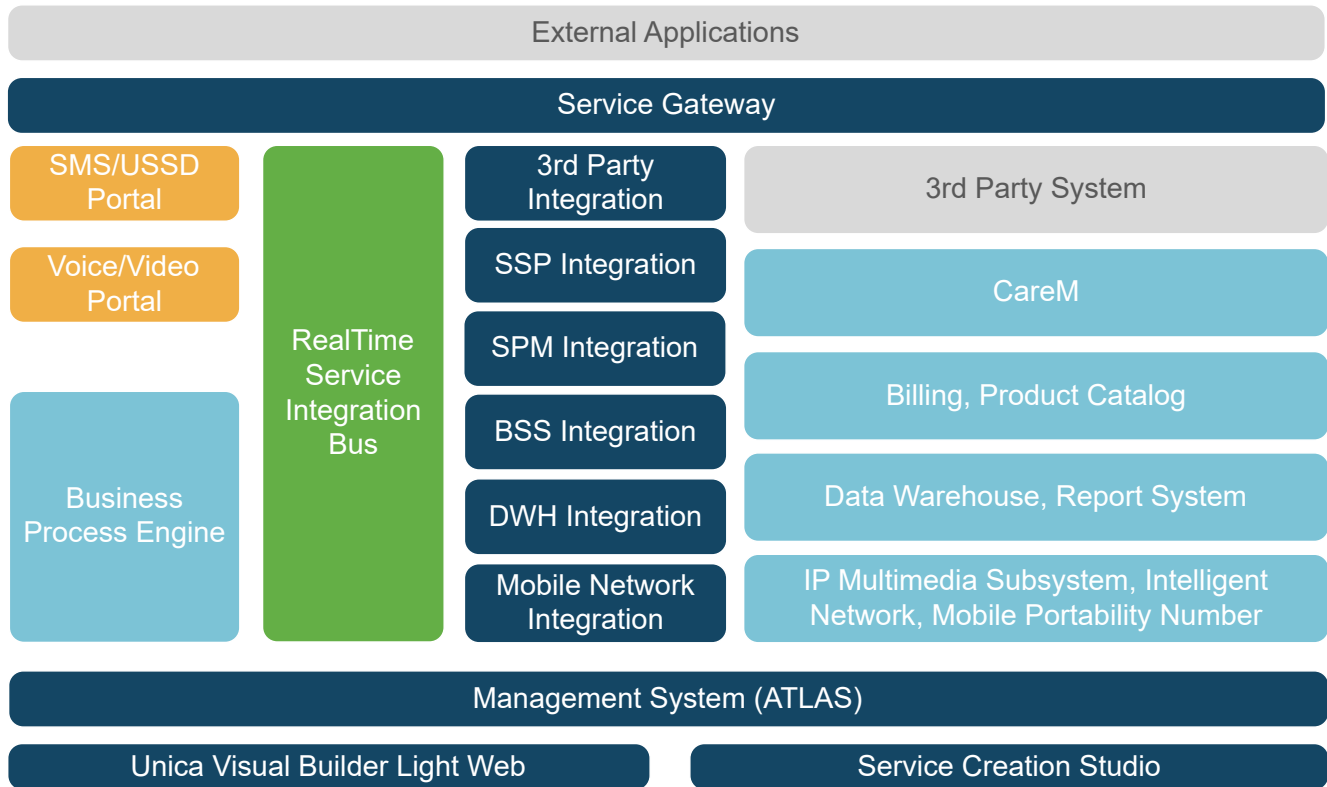 External Applications
Service Gateway
SMS/USSD
Portal
Voice/Video
Portal
Business
Process Engine
RealTime
Service
Integration
Bus
3rd Party
Integration
SSP Integration
SPM Integration
BSS Integration
DWH Integration
Mobile Network
Integration
3rd Party System
CareM
Billing, Product Catalog
Data Warehouse, Report System
IP Multimedia Subsystem, Intelligent
Network, Mobile Portability Number
Management System (ATLAS)
Unica Visual Builder Light Web
Service Creation Studio